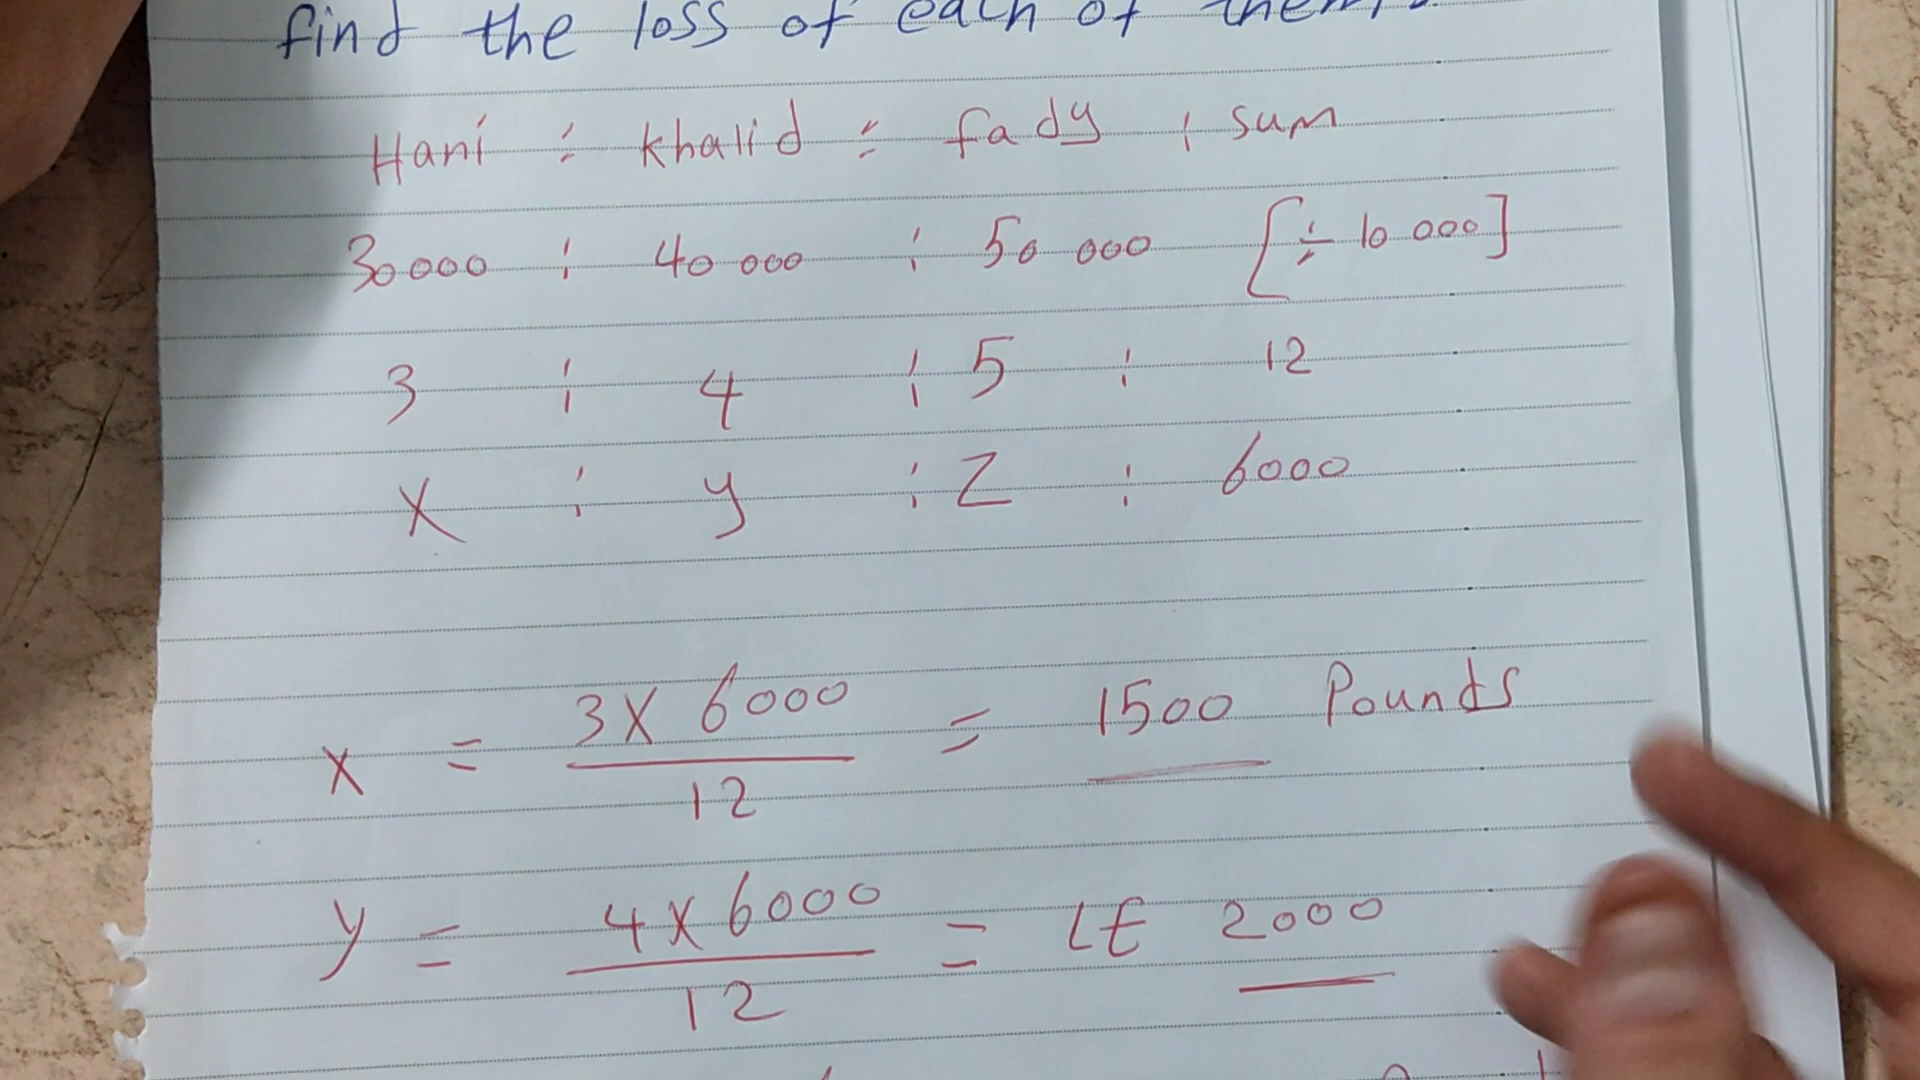 find the loss of each of them?
Hani : khalid : fady : sum
30000 : 40 000 : 50 000 [÷ 10 000]
3 : 4 : 5 : 12
X : y : Z : 6000
x = 3 X 6000 / 12 = 1500 Pounds
y = 4 X 6000 / 12 = LE 2000